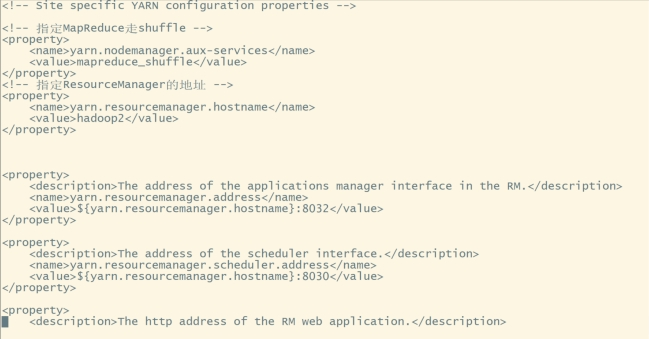 <!-- Site specific YARN configuration properties -->
<!-- 指定MapReduce走shuffle -->
<property>
    <name>yarn.nodemanager.aux-services</name>
    <value>mapreduce_shuffle</value>
</property>
<!-- 指定ResourceManager的地址 -->
<property>
    <name>yarn.resourcemanager.hostname</name>
    <value>hadoop2</value>
</property>
<property>
    <description>The address of the applications manager interface in the RM.</description>
    <name>yarn.resourcemanager.address</name>
    <value>${yarn.resourcemanager.hostname}:8032</value>
</property>
<property>
    <description>The address of the scheduler interface.</description>
    <name>yarn.resourcemanager.scheduler.address</name>
    <value>${yarn.resourcemanager.hostname}:8030</value>
</property>
<property>
    <description>The http address of the RM web application.</description>